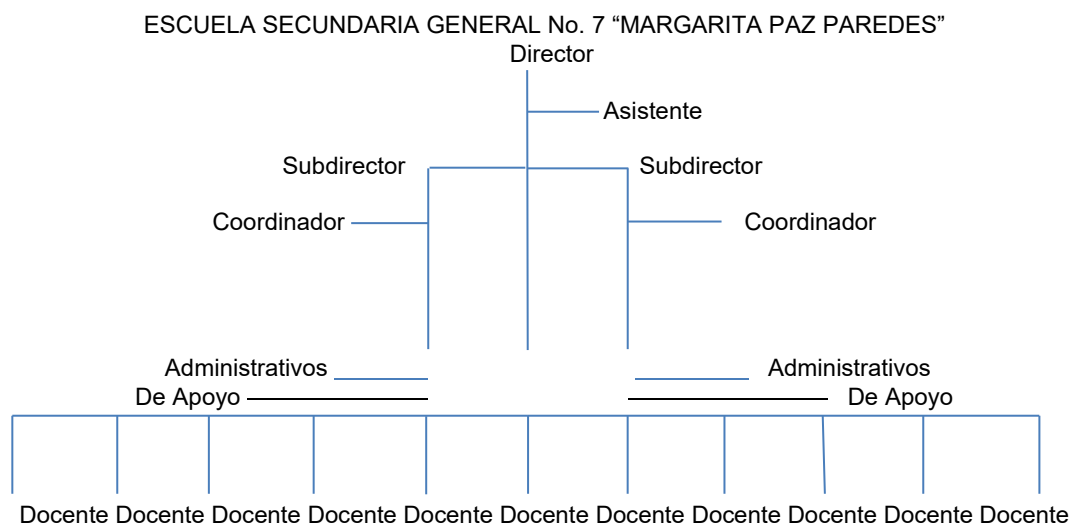 ESCUELA SECUNDARIA GENERAL No. 7 “MARGARITA PAZ PAREDES”
Director
Asistente
Subdirector Subdirector
Coordinador Coordinador
Administrativos Administrativos
De Apoyo De Apoyo
Docente Docente Docente Docente Docente Docente Docente Docente Docente Docente Docente